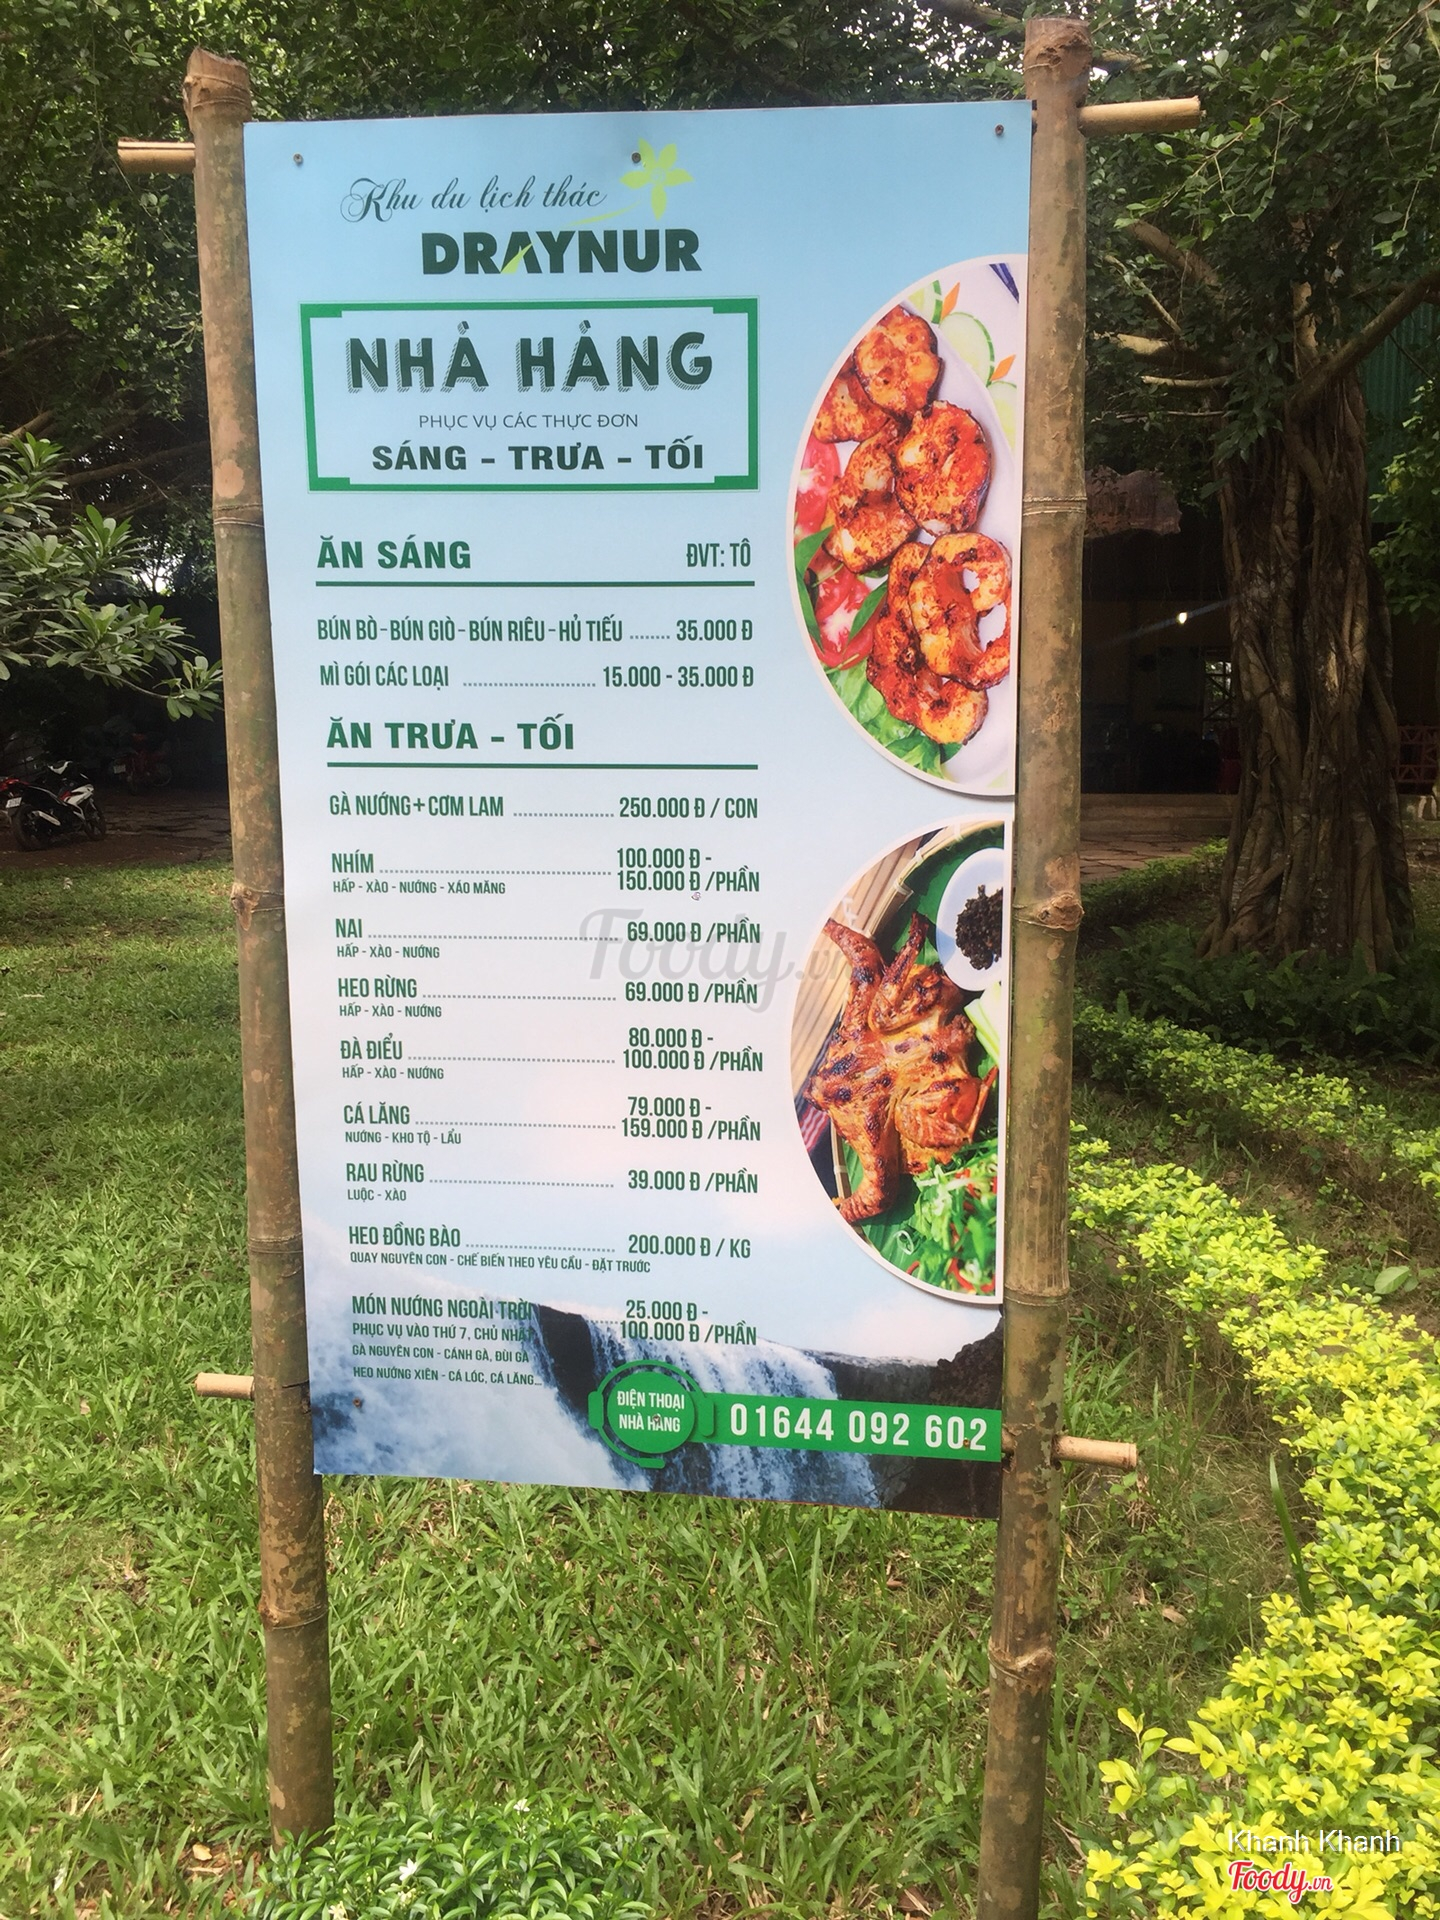 Khu du lịch thác
DRAYNUR
NHÀ HÀNG
PHỤC VỤ CÁC THỰC ĐƠN
SÁNG - TRƯA - TỐI
ĂN SÁNG ĐVT: TÔ
BÚN BÒ-BÚN GIÒ-BÚN RIÊU-HỦ TIẾU ........ 35.000 Đ
MÌ GÓI CÁC LOẠI ........................... 15.000 - 35.000 Đ
ĂN TRƯA - TỐI
GÀ NƯỚNG+CƠM LAM .................... 250.000 Đ / CON
NHÍM ............................................. 100.000 Đ - 150.000 Đ /PHẦN
HẤP - XÀO - NƯỚNG - XÁO MĂNG
NAI ................................................ 69.000 Đ /PHẦN
HẤP - XÀO - NƯỚNG
HEO RỪNG ...................................... 69.000 Đ /PHẦN
HẤP - XÀO - NƯỚNG
ĐÀ ĐIỂU ......................................... 80.000 Đ - 100.000 Đ /PHẦN
HẤP - XÀO - NƯỚNG
CÁ LĂNG ........................................ 79.000 Đ - 159.000 Đ /PHẦN
NƯỚNG - KHO TỘ - LẨU
RAU RỪNG ..................................... 39.000 Đ /PHẦN
LUỘC - XÀO
HEO ĐỒNG BÀO .............................. 200.000 Đ / KG
QUAY NGUYÊN CON - CHẾ BIẾN THEO YÊU CẦU - ĐẶT TRƯỚC
MÓN NƯỚNG NGOÀI TRỜI ................. 25.000 Đ - 100.000 Đ /PHẦN
PHỤC VỤ VÀO THỨ 7, CHỦ NHẬT
GÀ NGUYÊN CON - CÁNH GÀ, ĐÙI GÀ
HEO NƯỚNG XIÊN - CÁ LÓC, CÁ LĂNG...
ĐIỆN THOẠI
NHÀ HÀNG
01644 092 602
Foody.vn
Khanh Khanh
Foody.vn